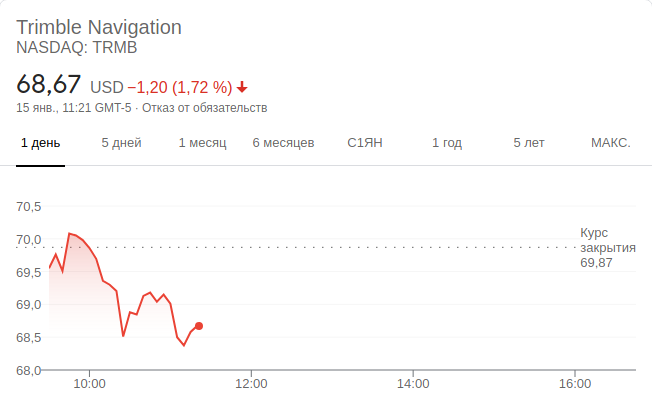 Trimble Navigation
NASDAQ: TRMB
68,67 USD −1,20 (1,72 %)
15 янв., 11:21 GMT-5 · Отказ от обязательств
1 день 5 дней 1 месяц 6 месяцев С1ЯН 1 год 5 лет МАКС.
70,5
70,0
69,5
69,0
68,5
68,0
Курс
закрытия
69,87
10:00 12:00 14:00 16:00